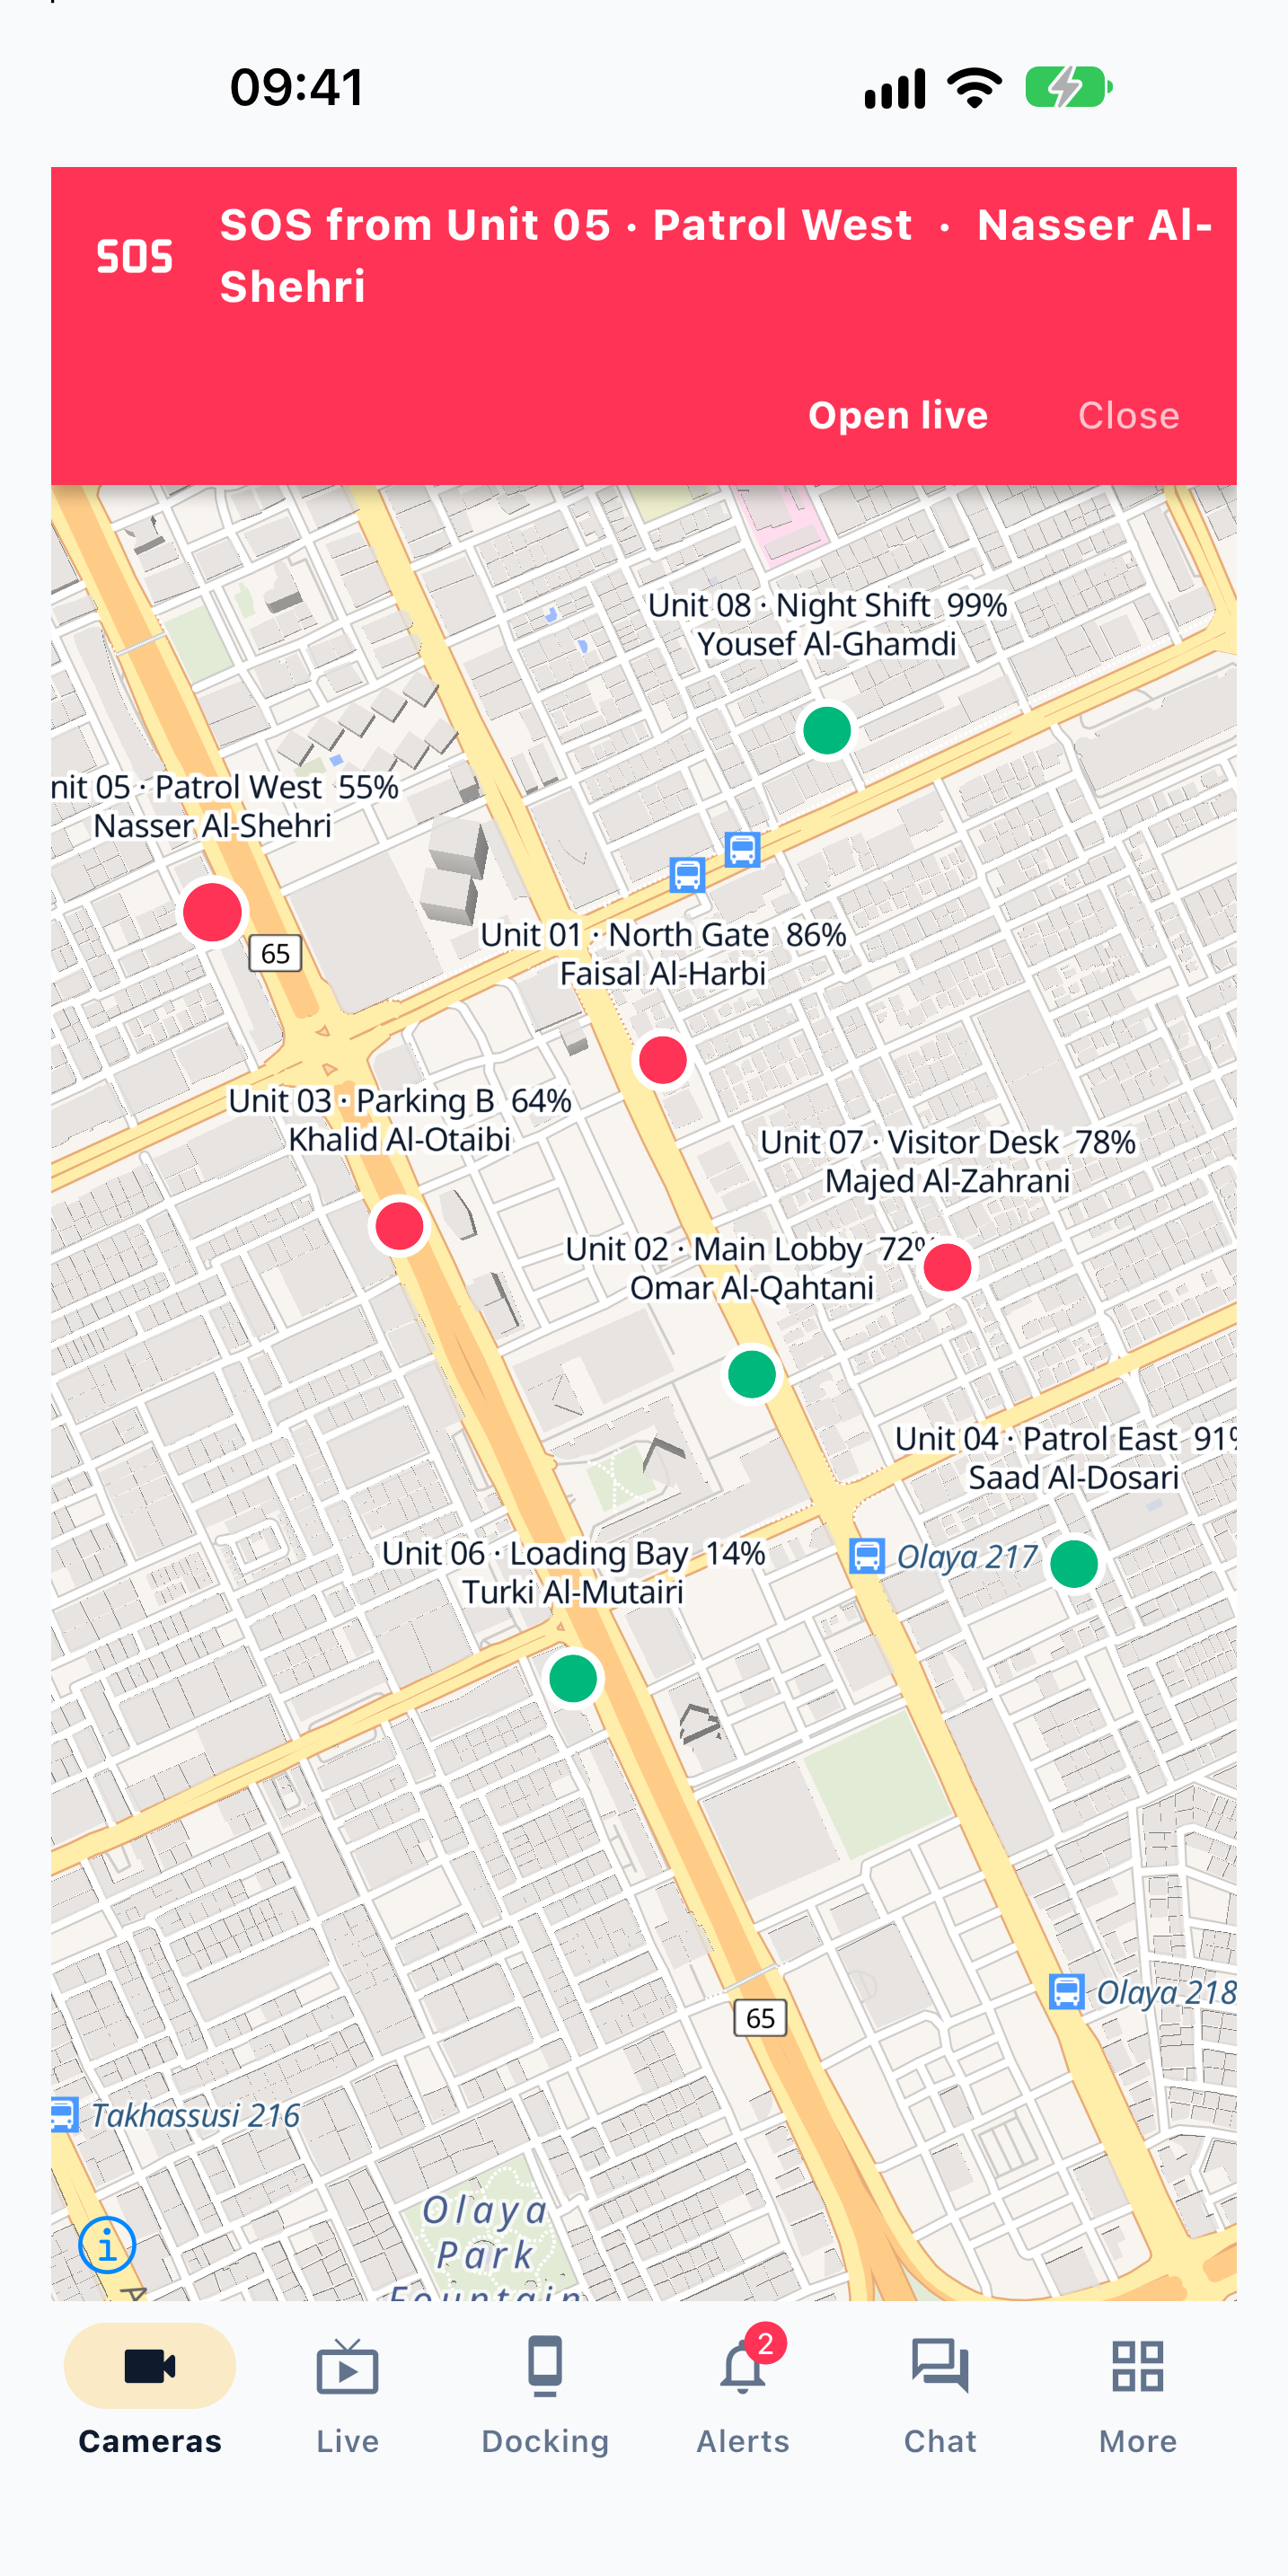 09:41
SOS
SOS from Unit 05 · Patrol West · Nasser Al-
Shehri
Open live
Close
Unit 08 · Night Shift 99%
Yousef Al-Ghamdi
nit 05 · Patrol West 55%
Nasser Al-Shehri
65
Unit 01 · North Gate 86%
Faisal Al-Harbi
Unit 03 · Parking B 64%
Khalid Al-Otaibi
Unit 07 · Visitor Desk 78%
Majed Al-Zahrani
Unit 02 · Main Lobby 72%
Omar Al-Qahtani
Unit 04 · Patrol East 91%
Saad Al-Dosari
Unit 06 · Loading Bay 14%
Turki Al-Mutairi
Olaya 217
Olaya 218
65
Takhassusi 216
Olaya
Park
Fountain
2
Cameras
Live
Docking
Alerts
Chat
More